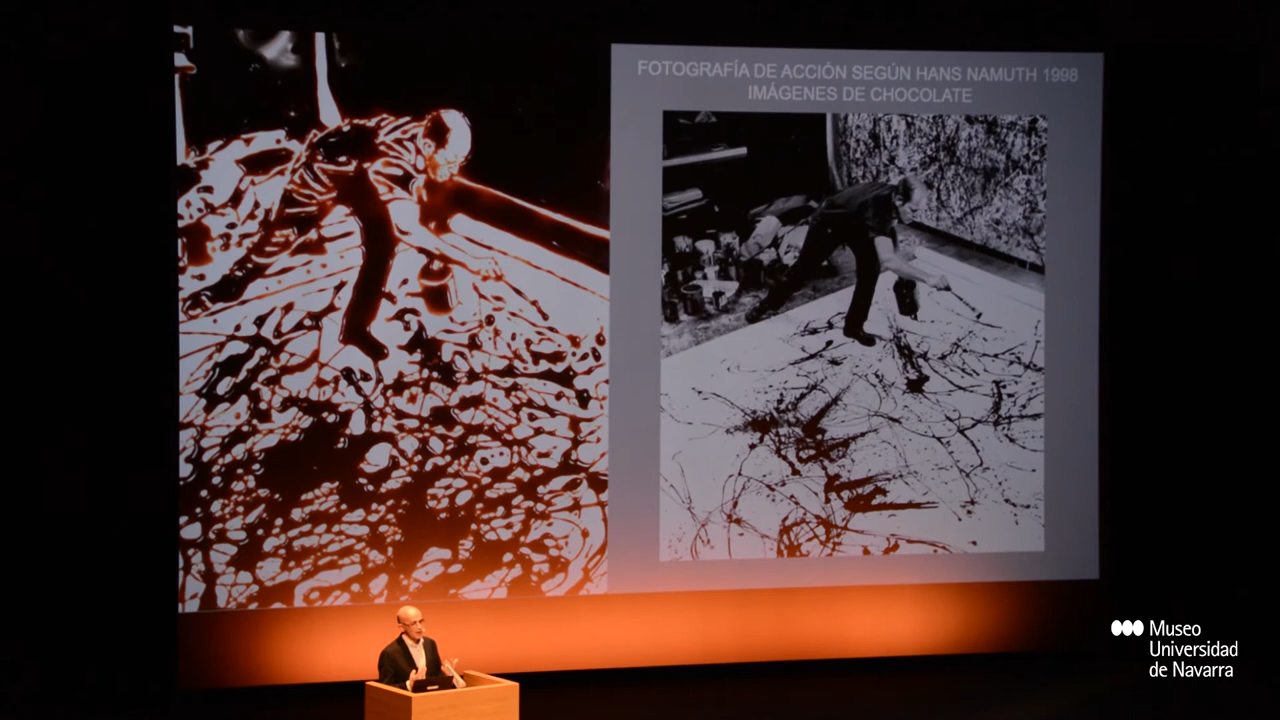 FOTOGRAFÍA DE ACCIÓN SEGÚN HANS NAMUTH 1998
IMÁGENES DE CHOCOLATE
Museo
Universidad
de Navarra